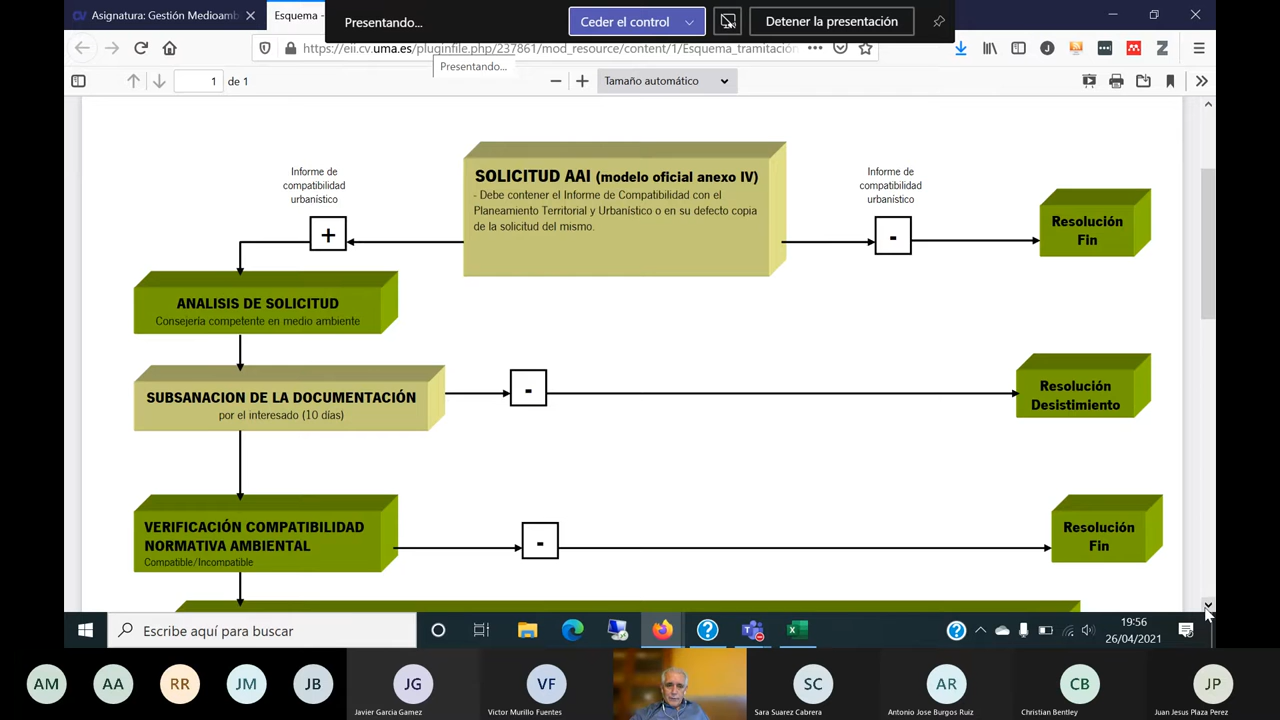 Asignatura: Gestión Medioamb
Esquema -
Presentando...
Ceder el control
Detener la presentación
https://eii.cv.uma.es/pluginfile.php/237861/mod_resource/content/1/Esquema_tramitación
Presentando...
1 de 1
Tamaño automático
Informe de
compatibilidad
urbanístico
SOLICITUD AAI (modelo oficial anexo IV)
- Debe contener el Informe de Compatibilidad con el
Planeamiento Territorial y Urbanístico o en su defecto copia
de la solicitud del mismo.
Informe de
compatibilidad
urbanístico
+
-
Resolución
Fin
ANALISIS DE SOLICITUD
Consejería competente en medio ambiente
SUBSANACION DE LA DOCUMENTACIÓN
por el interesado (10 días)
-
Resolución
Desistimiento
VERIFICACIÓN COMPATIBILIDAD
NORMATIVA AMBIENTAL
Compatible/Incompatible
-
Resolución
Fin
Escribe aquí para buscar
19:56
26/04/2021
AM
AA
RR
JM
JB
JG
Javier Garcia Gamez
VF
Victor Murillo Fuentes
SC
Sara Suarez Cabrera
AR
Antonio Jose Burgos Ruiz
CB
Christian Bentley
JP
Juan Jesus Plaza Perez